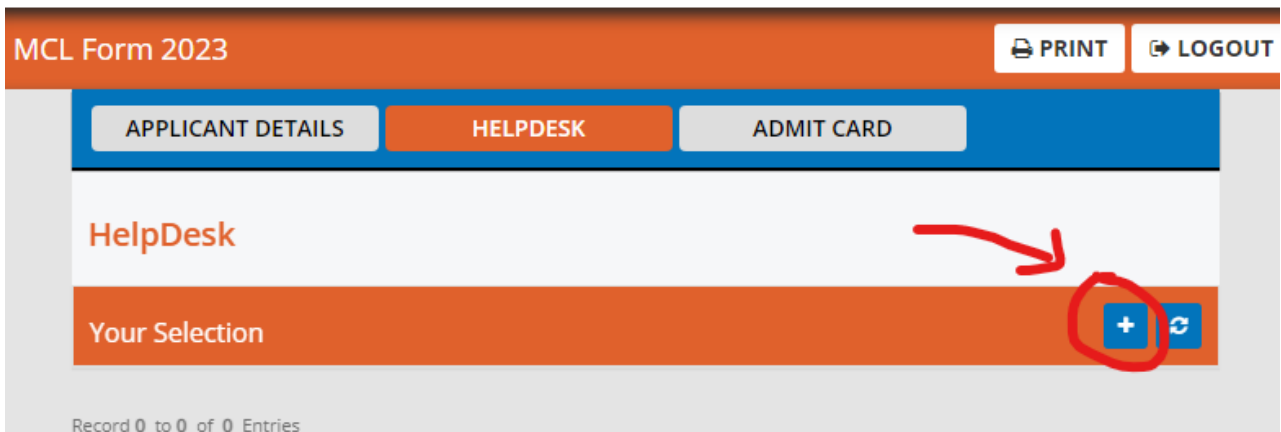 MCL Form 2023 PRINT LOGOUT
APPLICANT DETAILS HELPDESK ADMIT CARD
HelpDesk
Your Selection
Record 0 to 0 of 0 Entries